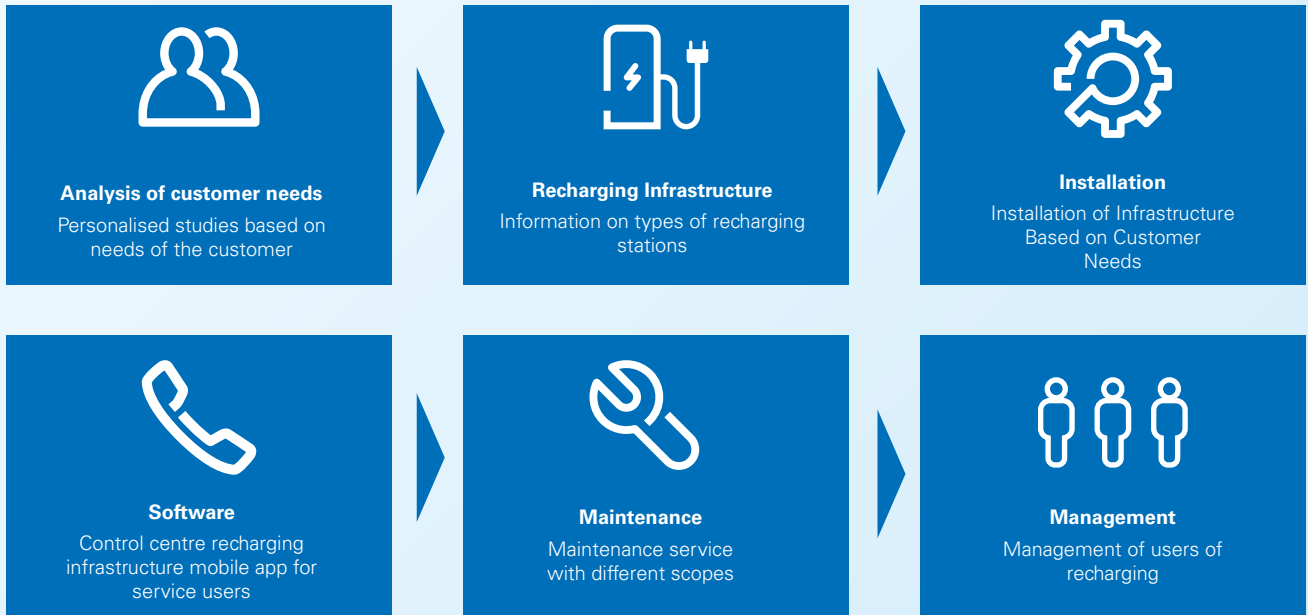 Analysis of customer needs
Personalised studies based on
needs of the customer
Recharging Infrastructure
Information on types of recharging
stations
Installation
Installation of Infrastructure
Based on Customer
Needs
Software
Control centre recharging
infrastructure mobile app for
service users
Maintenance
Maintenance service
with different scopes
Management
Management of users of
recharging